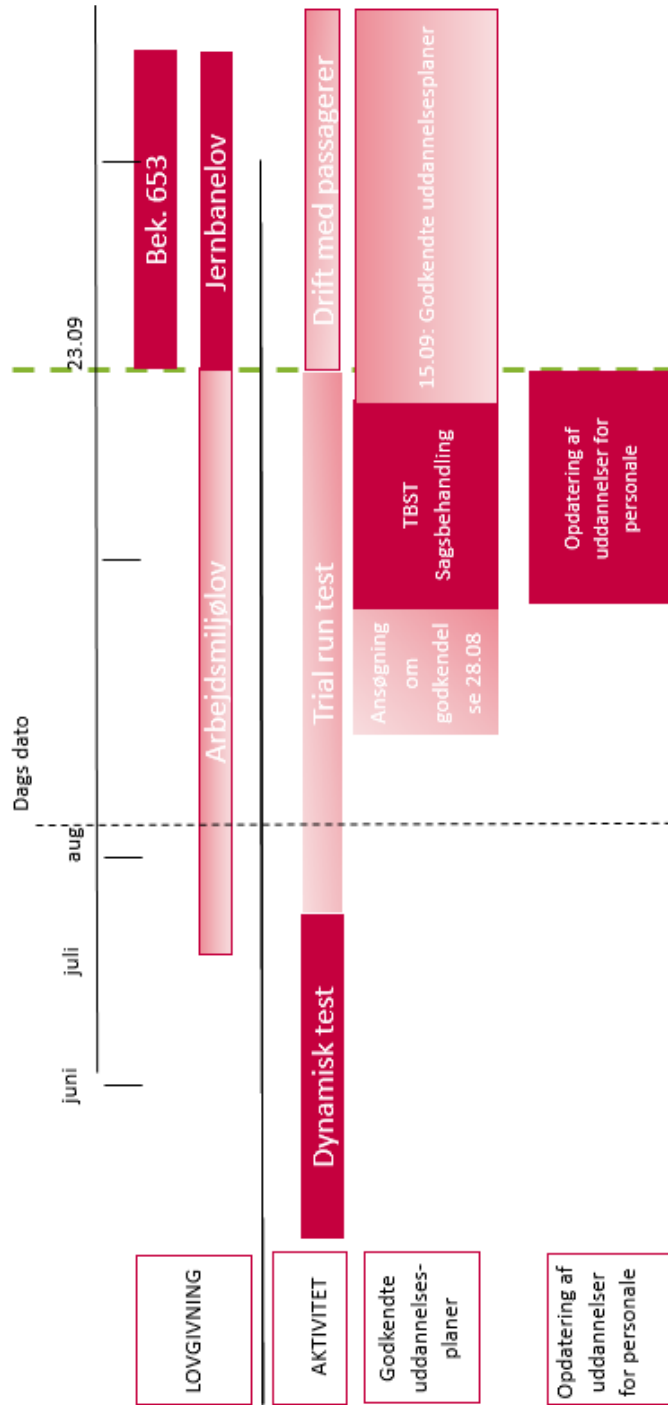 Dags dato
juni
juli
aug
23.09
LOVGIVNING
Bek. 653
Arbejdsmiljølov
Jernbanelov
AKTIVITET
Dynamisk test
Trial run test
Drift med passagerer
Godkendte
uddannelses-
planer
Ansøgning
om
godkendel
se 28.08
TBST
Sagsbehandling
15.09: Godkendte uddannelsesplaner
Opdatering af
uddannelser
for personale
Opdatering af
uddannelser for
personale